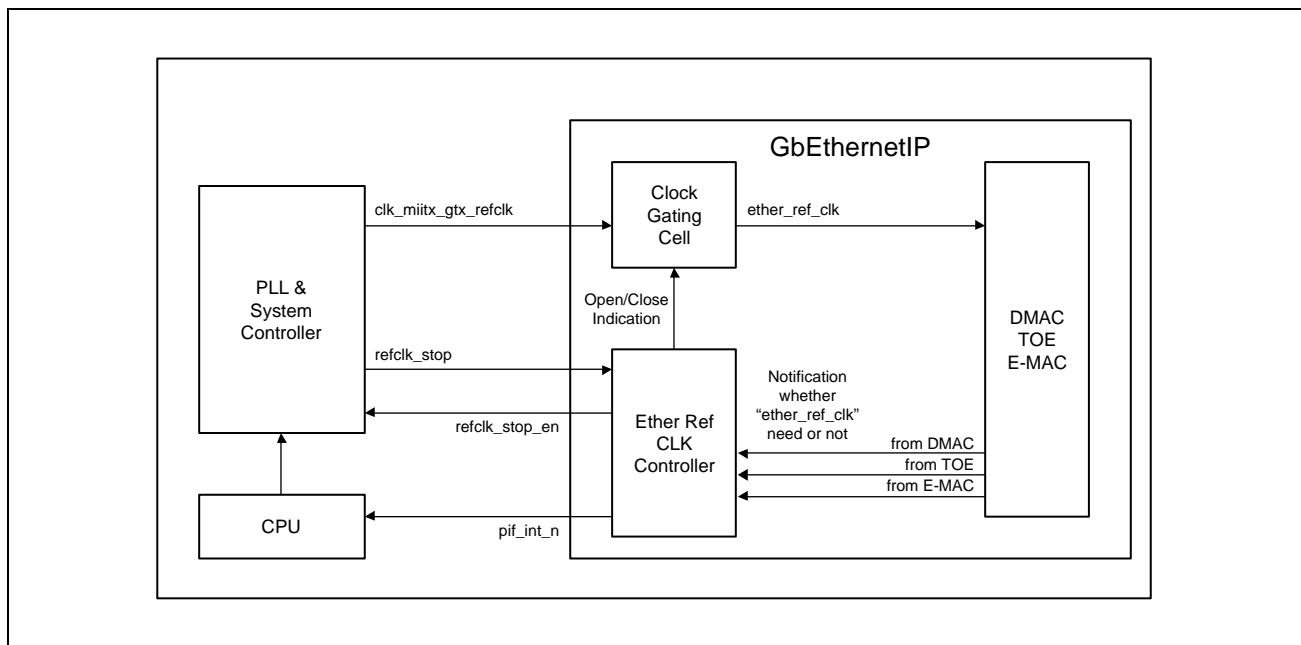 GbEthernetIP
Clock
Gating
Cell
clk_miitx_gtx_refclk
ether_ref_clk
PLL &
System
Controller
Open/Close
Indication
DMAC
TOE
E-MAC
refclk_stop
Notification
whether
“ether_ref_clk”
need or not
refclk_stop_en
Ether Ref
CLK
Controller
from DMAC
from TOE
from E-MAC
CPU
pif_int_n